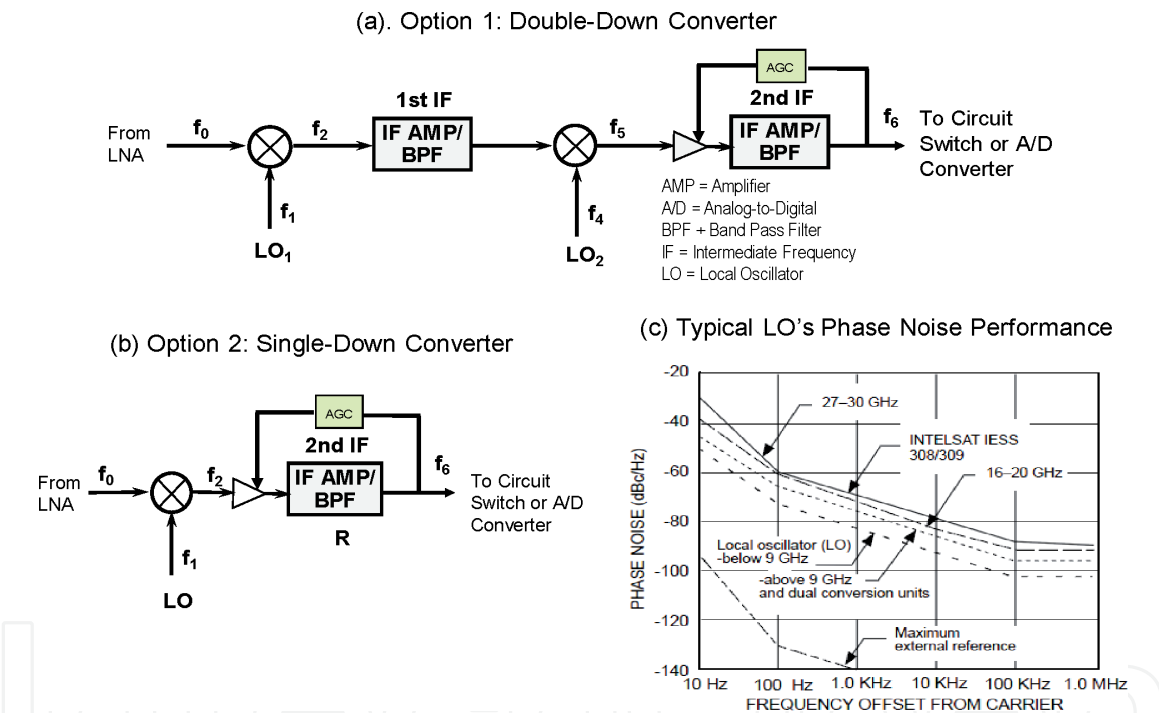 (a). Option 1: Double-Down Converter
AGC
1st IF
2nd IF
From
LNA
f0
f2
IF AMP/
BPF
f5
IF AMP/
BPF
f6
To Circuit
Switch or A/D
Converter
f1
LO1
f4
LO2
AMP = Amplifier
A/D = Analog-to-Digital
BPF + Band Pass Filter
IF = Intermediate Frequency
LO = Local Oscillator
(b) Option 2: Single-Down Converter
AGC
2nd IF
From
LNA
f0
f2
IF AMP/
BPF
f6
To Circuit
Switch or A/D
Converter
R
f1
LO
(c) Typical LO's Phase Noise Performance
PHASE NOISE (dBc/Hz)
-20
-40
-60
-80
-100
-120
-140
27–30 GHz
INTELSAT IESS
308/309
16–20 GHz
Local oscillator (LO)
-below 9 GHz
-above 9 GHz
and dual conversion units
Maximum
external reference
10 Hz
100 Hz
1.0 KHz
10 KHz
100 KHz
1.0 MHz
FREQUENCY OFFSET FROM CARRIER